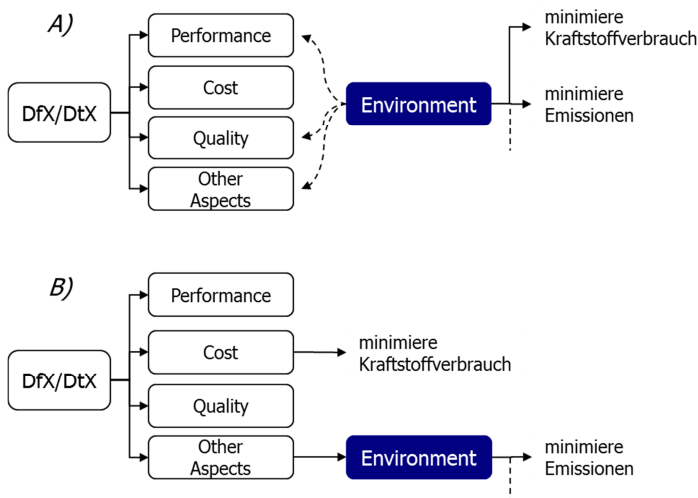 A)
DfX/DtX
Performance
Cost
Quality
Other
Aspects
Environment
minimiere
Kraftstoffverbrauch
minimiere
Emissionen
B)
DfX/DtX
Performance
Cost
Quality
Other
Aspects
minimiere
Kraftstoffverbrauch
Environment
minimiere
Emissionen